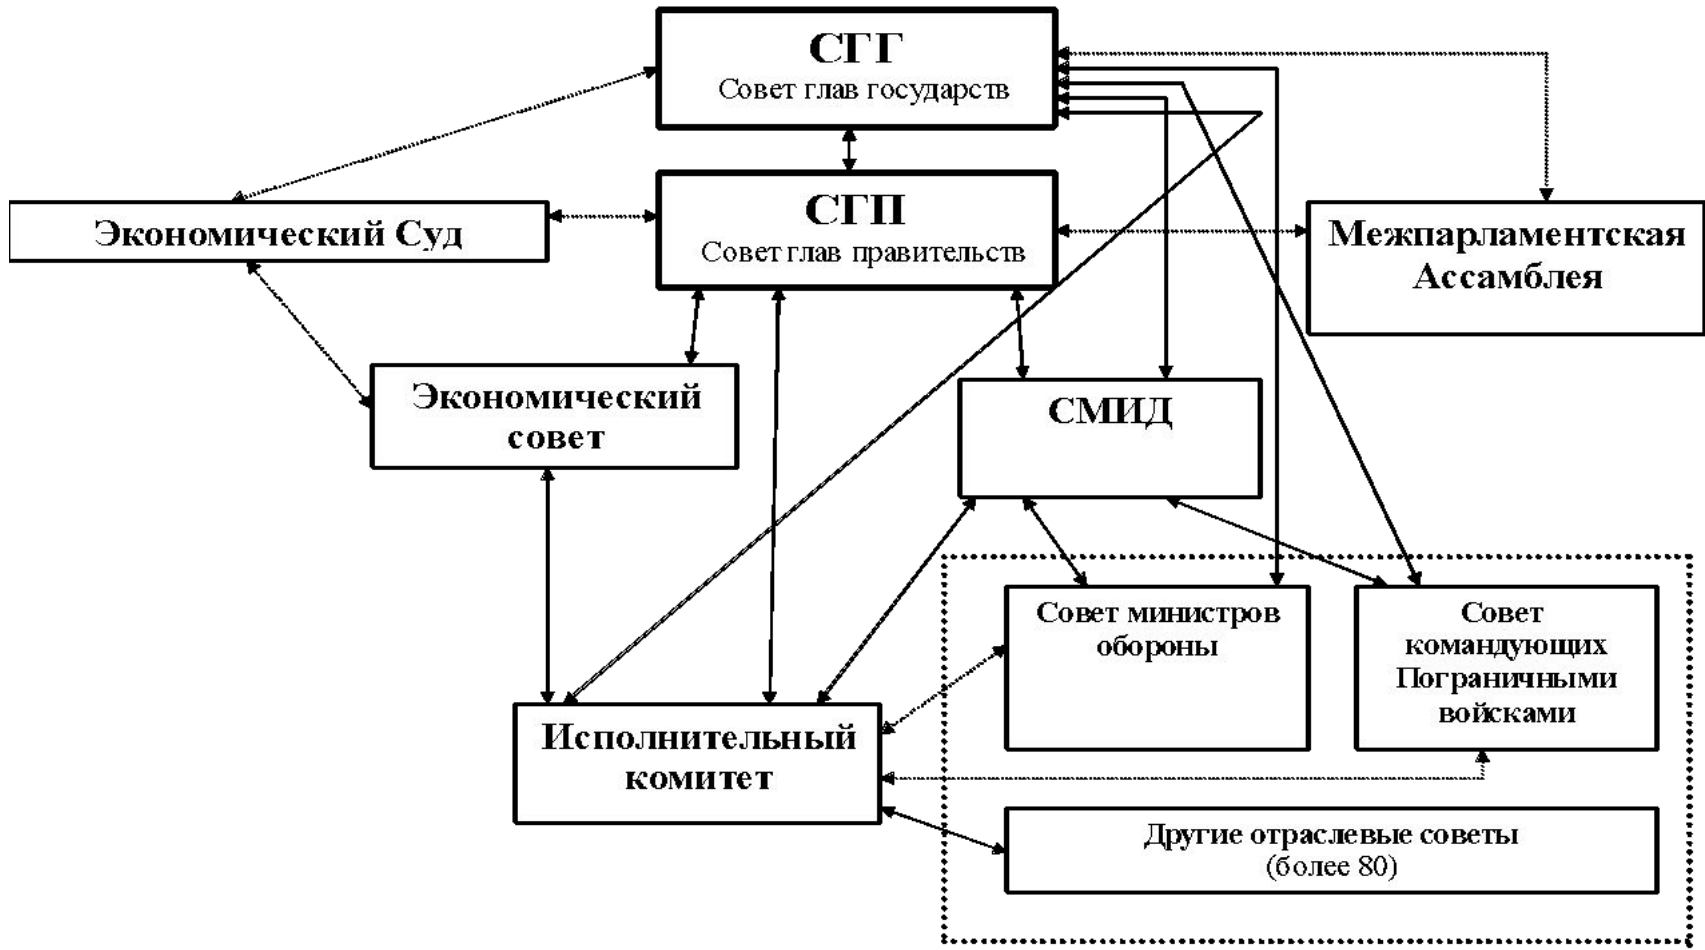 СГГ
Совет глав государств
СГП
Совет глав правительств
Экономический Суд
Межпарламентская
Ассамблея
Экономический
совет
СМИД
Совет министров
обороны
Совет
командующих
Пограничными
войсками
Исполнительный
комитет
Другие отраслевые советы
(более 80)